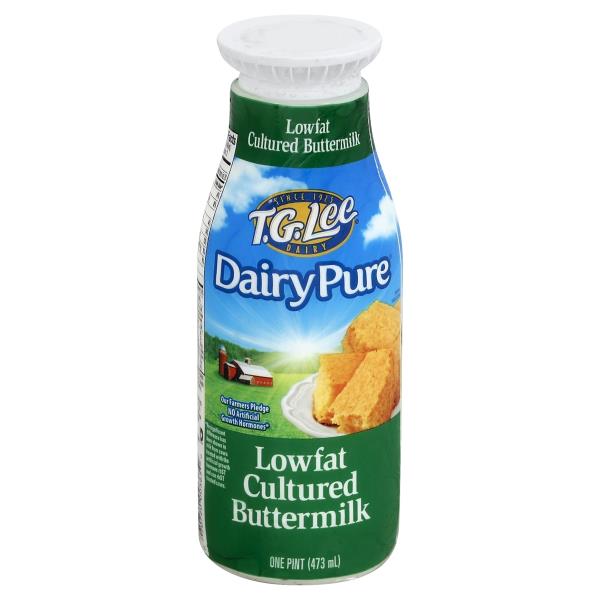 Lowfat
Cultured Buttermilk
SINCE 1925
T.G. Lee
DAIRY
DairyPure
Our Farmers Pledge
NO Artificial
Growth Hormones*
Lowfat
Cultured
Buttermilk
ONE PINT (473 mL)